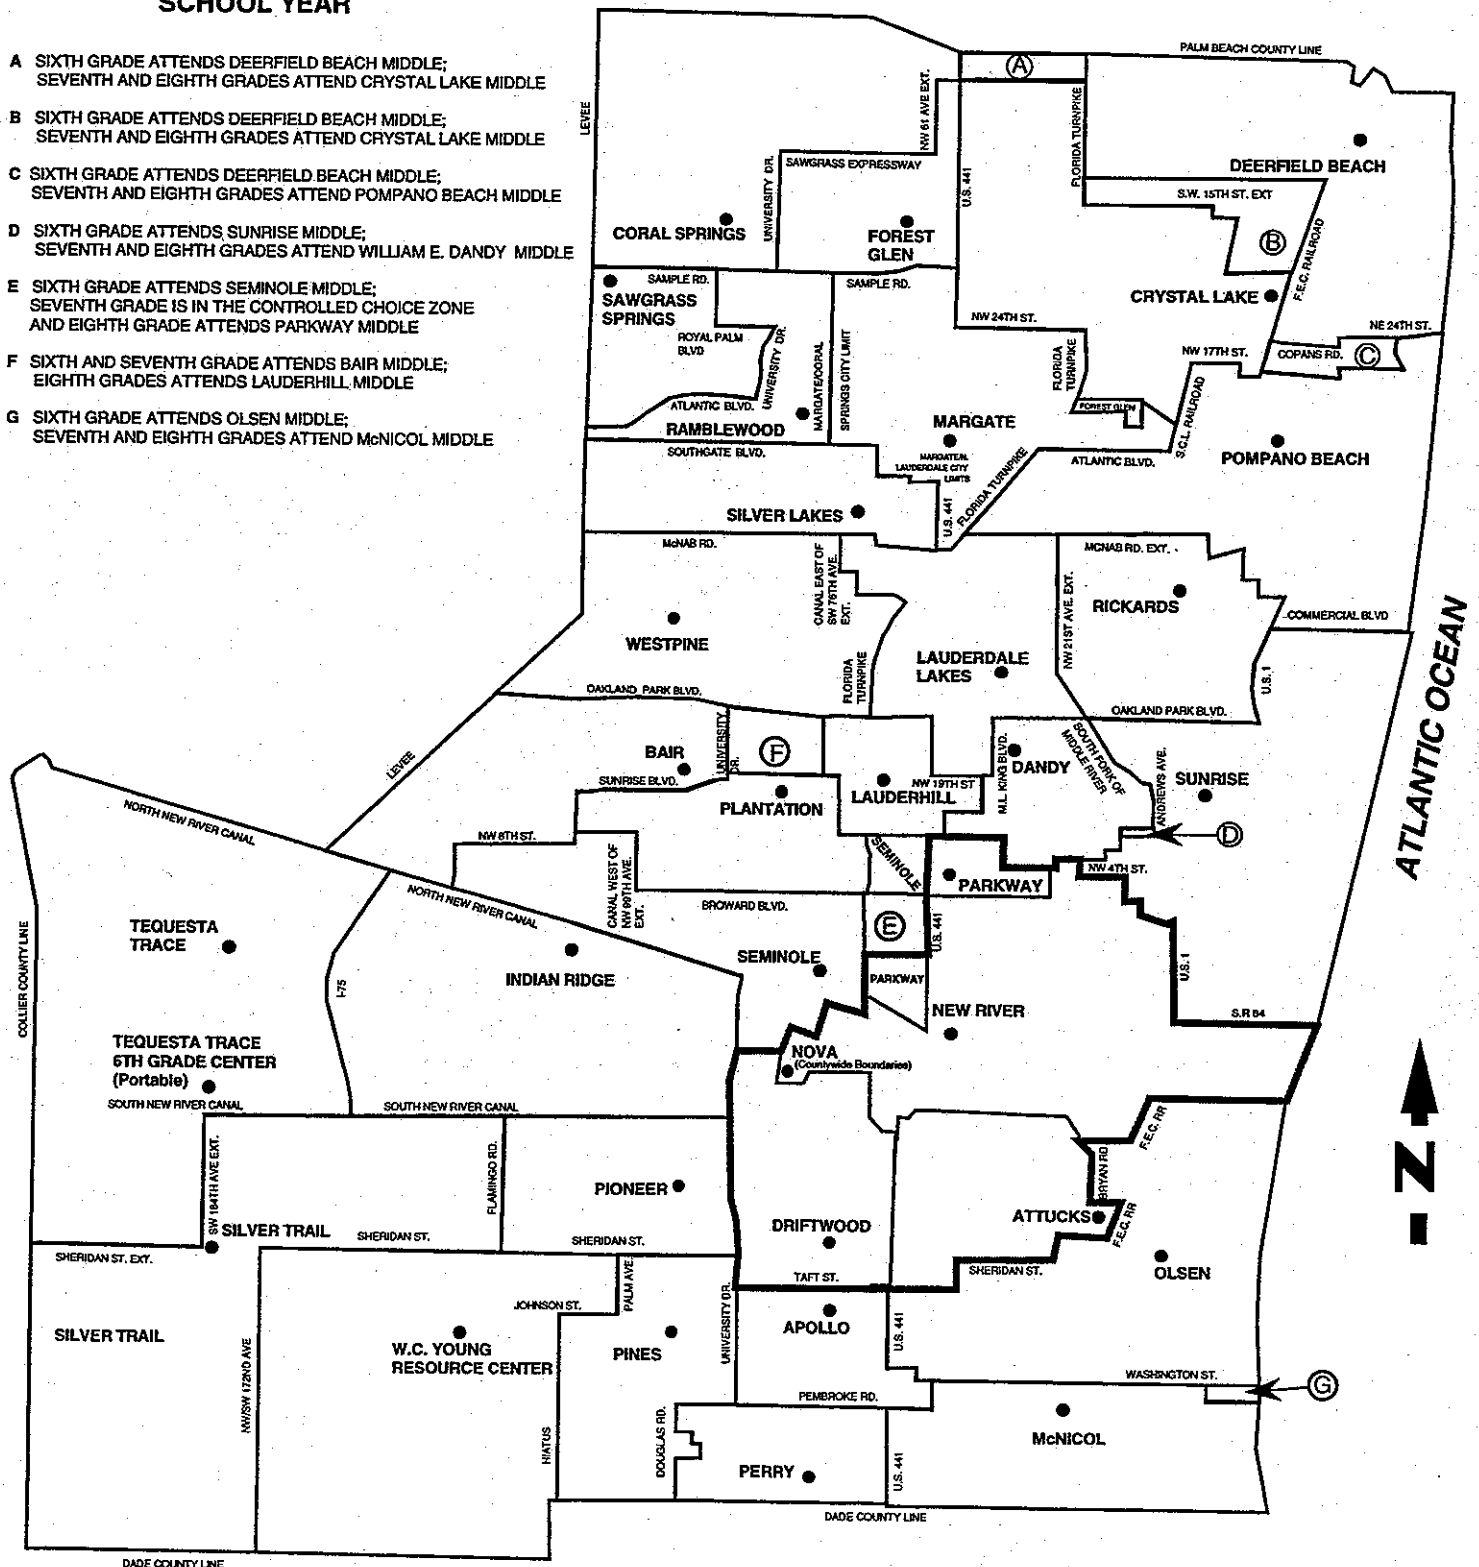 SCHOOL YEAR
A SIXTH GRADE ATTENDS DEERFIELD BEACH MIDDLE;
SEVENTH AND EIGHTH GRADES ATTEND CRYSTAL LAKE MIDDLE
B SIXTH GRADE ATTENDS DEERFIELD BEACH MIDDLE;
SEVENTH AND EIGHTH GRADES ATTEND CRYSTAL LAKE MIDDLE
C SIXTH GRADE ATTENDS DEERFIELD BEACH MIDDLE;
SEVENTH AND EIGHTH GRADES ATTEND POMPANO BEACH MIDDLE
D SIXTH GRADE ATTENDS SUNRISE MIDDLE;
SEVENTH AND EIGHTH GRADES ATTEND WILLIAM E. DANDY MIDDLE
E SIXTH GRADE ATTENDS SEMINOLE MIDDLE;
SEVENTH GRADE IS IN THE CONTROLLED CHOICE ZONE
AND EIGHTH GRADE ATTENDS PARKWAY MIDDLE
F SIXTH AND SEVENTH GRADE ATTENDS BAIR MIDDLE;
EIGHTH GRADES ATTENDS LAUDERHILL MIDDLE
G SIXTH GRADE ATTENDS OLSEN MIDDLE;
SEVENTH AND EIGHTH GRADES ATTEND McNICOL MIDDLE
PALM BEACH COUNTY LINE
A
LEVEE
NW 61 AVE EXT.
FLORIDA TURNPIKE
DEERFIELD BEACH
SAWGRASS EXPRESSWAY
UNIVERSITY DR.
U.S. 441
S.W. 15TH ST. EXT
CORAL SPRINGS
FOREST
GLEN
B
F.E.C. RAILROAD
SAMPLE RD.
SAMPLE RD.
SAWGRASS
SPRINGS
CRYSTAL LAKE
NW 24TH ST.
NE 24TH ST.
ROYAL PALM
BLVD
UNIVERSITY DR.
MARGATE/CORAL
SPRINGS CITY LIMIT
FLORIDA
TURNPIKE
NW 17TH ST.
COPANS RD.
C
ATLANTIC BLVD.
FOREST GLEN
S.C.L. RAILROAD
RAMBLEWOOD
MARGATE
SOUTHGATE BLVD.
MARGATE/N.
LAUDERDALE CITY
LIMITS
FLORIDA TURNPIKE
ATLANTIC BLVD.
POMPANO BEACH
SILVER LAKES
U.S. 441
McNAB RD.
MCNAB RD. EXT.
CANAL EAST OF
SW 76TH AVE.
EXT.
NW 21ST AVE. EXT.
RICKARDS
COMMERCIAL BLVD
WESTPINE
LAUDERDALE
LAKES
FLORIDA
TURNPIKE
U.S. 1
ATLANTIC OCEAN
OAKLAND PARK BLVD.
OAKLAND PARK BLVD.
LEVEE
BAIR
UNIVERSITY
DR.
F
M.L. KING BLVD.
DANDY
SOUTH FORK OF
MIDDLE RIVER
ANDREWS AVE.
SUNRISE
SUNRISE BLVD.
PLANTATION
LAUDERHILL
NW 19TH ST
NORTH NEW RIVER CANAL
NW 8TH ST.
D
SEMINOLE
NW 4TH ST.
PARKWAY
NORTH NEW RIVER CANAL
CANAL WEST OF
NW 90TH AVE.
EXT.
BROWARD BLVD.
E
U.S. 441
TEQUESTA
TRACE
COLLIER COUNTY LINE
I-75
INDIAN RIDGE
SEMINOLE
PARKWAY
U.S. 1
NEW RIVER
S.R 84
TEQUESTA TRACE
6TH GRADE CENTER
(Portable)
NOVA
(Countywide Boundaries)
SOUTH NEW RIVER CANAL
SOUTH NEW RIVER CANAL
N
F.E.C. RR
SW 184TH AVE EXT.
FLAMINGO RD.
PIONEER
BRYAN RD
ATTUCKS
F.E.C. RR
SILVER TRAIL
DRIFTWOOD
SHERIDAN ST. EXT.
SHERIDAN ST.
SHERIDAN ST.
SHERIDAN ST.
OLSEN
TAFT ST.
JOHNSON ST.
PALM AVE.
UNIVERSITY DR.
APOLLO
U.S. 441
SILVER TRAIL
NW/SW 172ND AVE
W.C. YOUNG
RESOURCE CENTER
PINES
WASHINGTON ST.
G
PEMBROKE RD.
HIATUS
DOUGLAS RD.
McNICOL
PERRY
U.S. 441
DADE COUNTY LINE
DADE COUNTY LINE